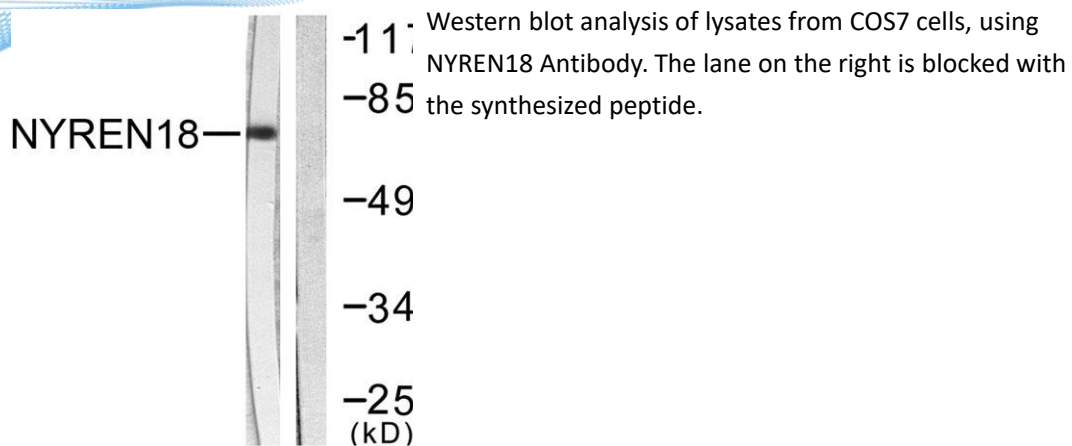 -117
Western blot analysis of lysates from COS7 cells, using
NYREN18 Antibody. The lane on the right is blocked with
-85
the synthesized peptide.
NYREN18—
-49
-34
-25
(kD)